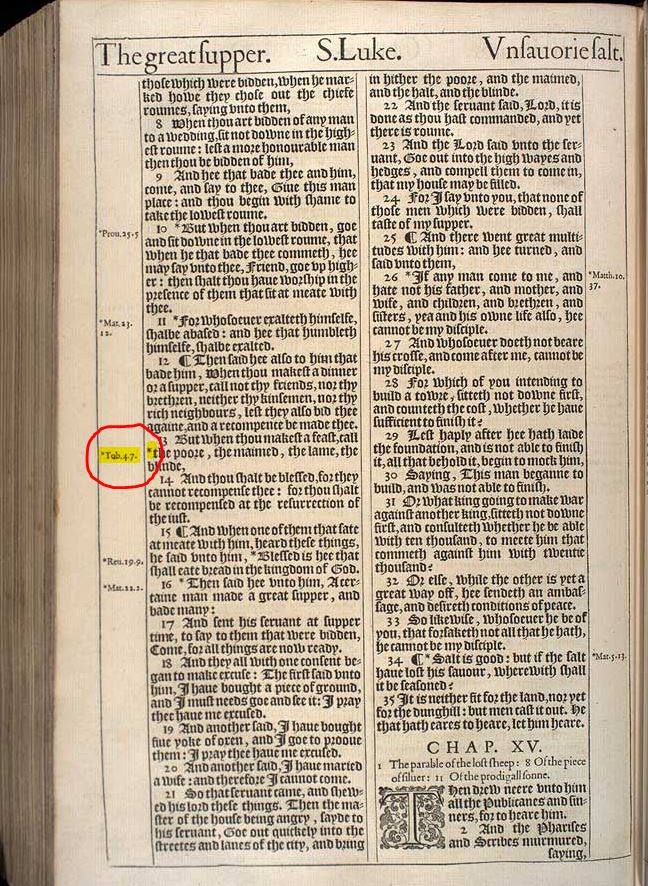 The great supper. S.Luke. Vnsauorie salt.
those which were bidden, when he mar-
ked howe they chose out the chiefe
roumes, saying vnto them,
8 When thou art bidden of any man
to a wedding, sit not downe in the high-
est roume: lest a more honourable man
then thou be bidden of him,
9 And hee that bade thee and him,
come, and say to thee, Giue this man
place: and thou begin with shame to
take the lowest roume.
*Prou.25.5
10 *But when thou art bidden, goe
and sit downe in the lowest roume, that
when he that bade thee commeth, hee
may say vnto thee, Friend, goe vp high-
er: then shalt thou haue worship in the
presence of them that sit at meate with
thee.
*Mat.23.
12.
11 *For whosoeuer exalteth himselfe,
shalbe abased: and hee that humbleth
himselfe, shalbe exalted.
12 ¶ Then said hee also to him that
bade him, When thou makest a dinner
or a supper, call not thy friends, nor thy
brethren, neither thy kinsemen, nor thy
rich neighbours, lest they also bid thee
againe, and a recompence be made thee.
13 But when thou makest a feast, call
*Tob.4.7.
*the poore, the maimed, the lame, the
blinde,
14 And thou shalt be blessed, for they
cannot recompense thee: for thou shalt
be recompensed at the resurrection of
the iust.
15 ¶ And when one of them that sate
at meate with him, heard these things,
*Reu.19.9.
he said vnto him, *Blessed is hee that
shall eate bread in the kingdom of God.
*Mat.22.2.
16 *Then said hee vnto him, A cer-
taine man made a great supper, and
bade many:
17 And sent his seruant at supper
time, to say to them that were bidden,
Come, for all things are now ready.
18 And they all with one consent be-
gan to make excuse: The first said vnto
him, I haue bought a piece of ground,
and I must needs goe and see it: I pray
thee haue me excused.
19 And another said, I haue bought
fiue yoke of oxen, and I goe to prooue
them: I pray thee haue me excused.
20 And another said, I haue maried
a wife: and therefore I cannot come.
21 So that seruant came, and shew-
ed his lord these things. Then the ma-
ster of the house being angry, sayde to
his seruant, Goe out quickely into the
streetes and lanes of the city, and bring
in hither the poore, and the maimed,
and the halt, and the blinde.
22 And the seruant said, Lord, it is
done as thou hast commanded, and yet
there is roume.
23 And the Lord said vnto the ser-
uant, Goe out into the high wayes and
hedges, and compell them to come in,
that my house may be filled.
24 For I say vnto you, that none of
those men which were bidden, shall
taste of my supper.
25 ¶ And there went great multi-
tudes with him: and hee turned, and
said vnto them,
26 *If any man come to me, and
*Matth.10.
37.
hate not his father, and mother, and
wife, and children, and brethren, and
sisters, yea and his owne life also, hee
cannot be my disciple.
27 And whosoeuer doeth not beare
his crosse, and come after me, cannot be
my disciple.
28 For which of you intending to
build a towre, sitteth not downe first,
and counteth the cost, whether he haue
sufficient to finish it?
29 Lest haply after hee hath laide
the foundation, and is not able to finish
it, all that behold it, begin to mock him,
30 Saying, This man beganne to
build, and was not able to finish.
31 Or what king going to make war
against another king, sitteth not downe
first, and consulteth whether he be able
with ten thousand, to meete him that
commeth against him with twentie
thousand?
32 Or else, while the other is yet a
great way off, hee sendeth an ambas-
sage, and desireth conditions of peace.
33 So likewise, whosoeuer he be of
you, that forsaketh not all that he hath,
he cannot be my disciple.
34 ¶ *Salt is good: but if the salt
*Mat.5.13.
haue lost his sauour, wherewith shall
it be seasoned?
35 It is neither fit for the land, nor yet
for the dunghill: but men cast it out. He
that hath eares to heare, let him heare.
CHAP. XV.
1 The parable of the lost sheep: 8 Of the piece
of siluer: 11 Of the prodigall sonne.
Then drew neere vnto him
all the Publicanes and sin-
ners, for to heare him.
2 And the Pharises
and Scribes murmured,
saying,